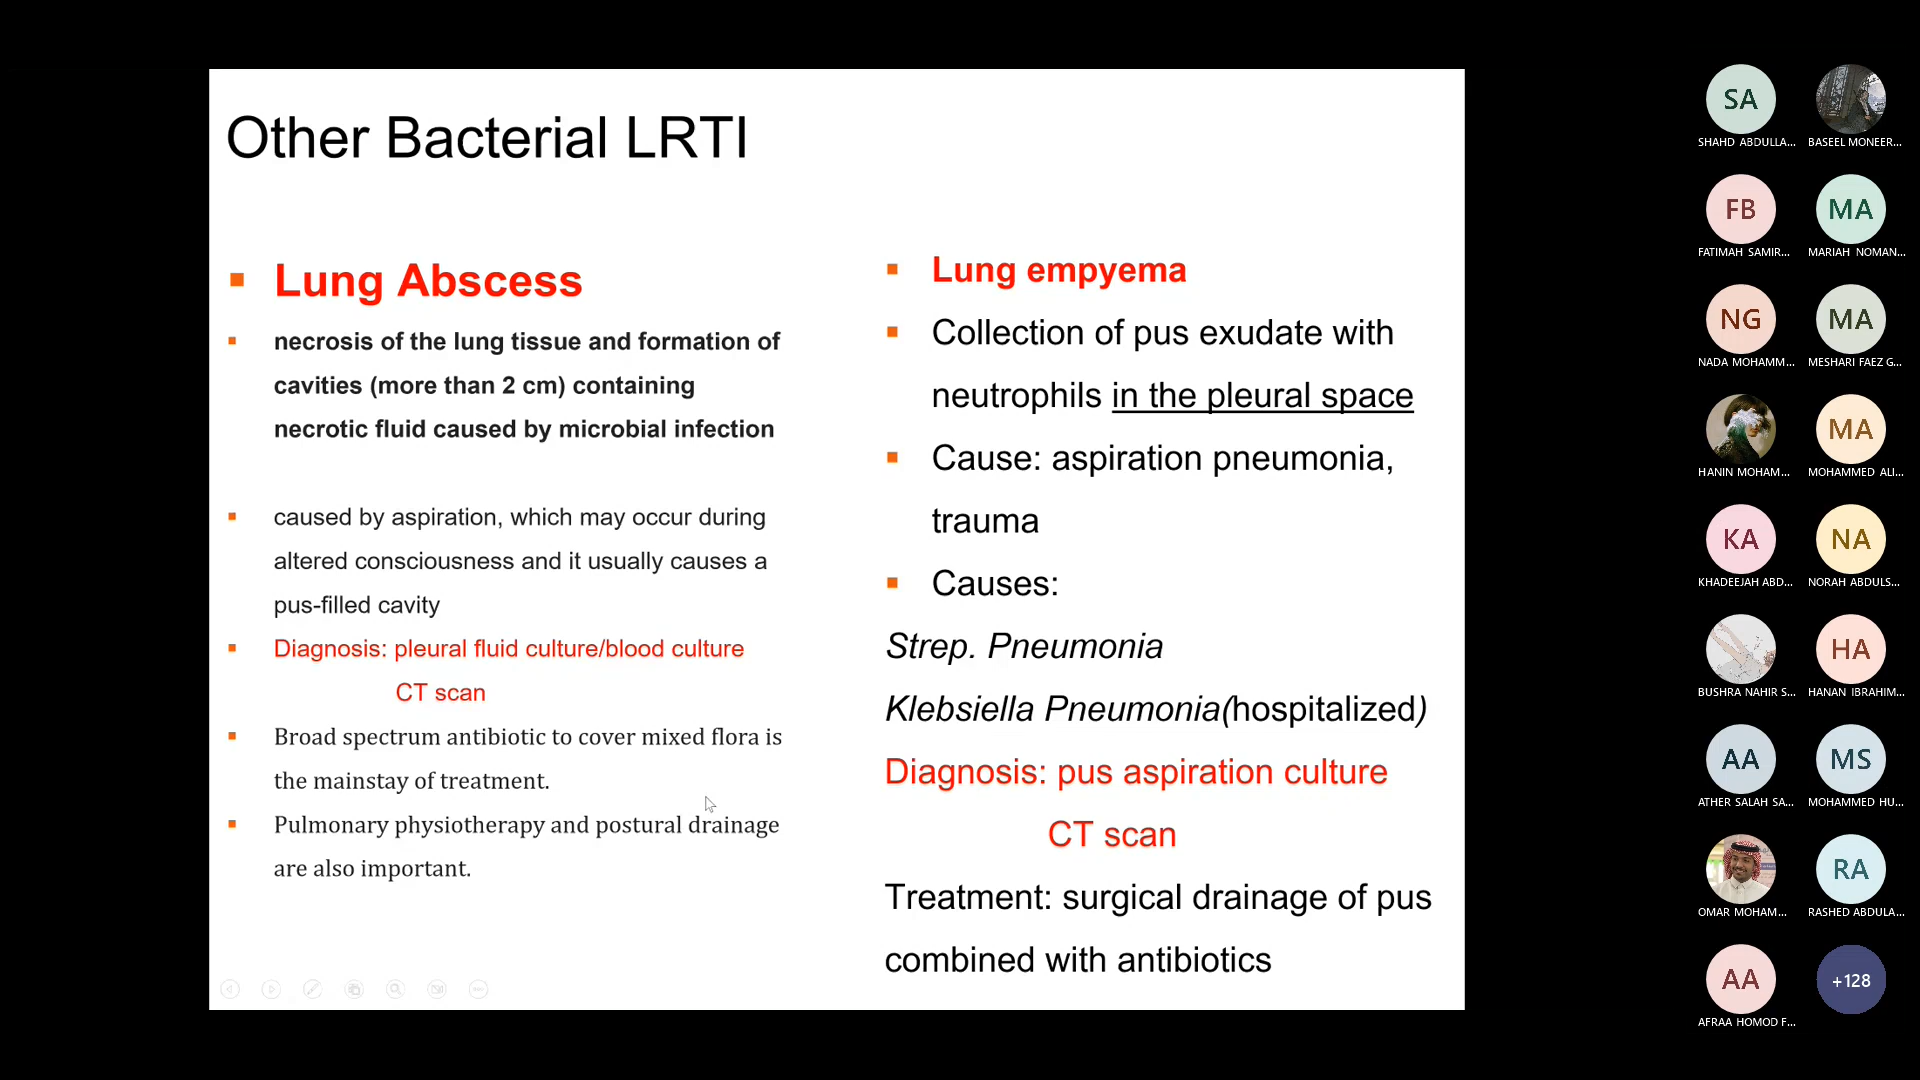 Other Bacterial LRTI
Lung Abscess
necrosis of the lung tissue and formation of
cavities (more than 2 cm) containing
necrotic fluid caused by microbial infection
caused by aspiration, which may occur during
altered consciousness and it usually causes a
pus-filled cavity
Diagnosis: pleural fluid culture/blood culture
CT scan
Broad spectrum antibiotic to cover mixed flora is
the mainstay of treatment.
Pulmonary physiotherapy and postural drainage
are also important.
Lung empyema
Collection of pus exudate with
neutrophils in the pleural space
Cause: aspiration pneumonia,
trauma
Causes:
Strep. Pneumonia
Klebsiella Pneumonia(hospitalized)
Diagnosis: pus aspiration culture
CT scan
Treatment: surgical drainage of pus
combined with antibiotics
SA
SHAHD ABDULLA...
BASEEL MONEER...
FB
FATIMAH SAMIR...
MA
MARIAH NOMAN...
NG
NADA MOHAMM...
MA
MESHARI FAEZ G...
HANIN MOHAM...
MA
MOHAMMED ALI...
KA
KHADEEJAH ABD...
NA
NORAH ABDULS...
BUSHRA NAHIR S...
HA
HANAN IBRAHIM...
AA
ATHER SALAH SA...
MS
MOHAMMED HU...
OMAR MOHAM...
RA
RASHED ABDULA...
AA
AFRAA HOMOD F...
+128